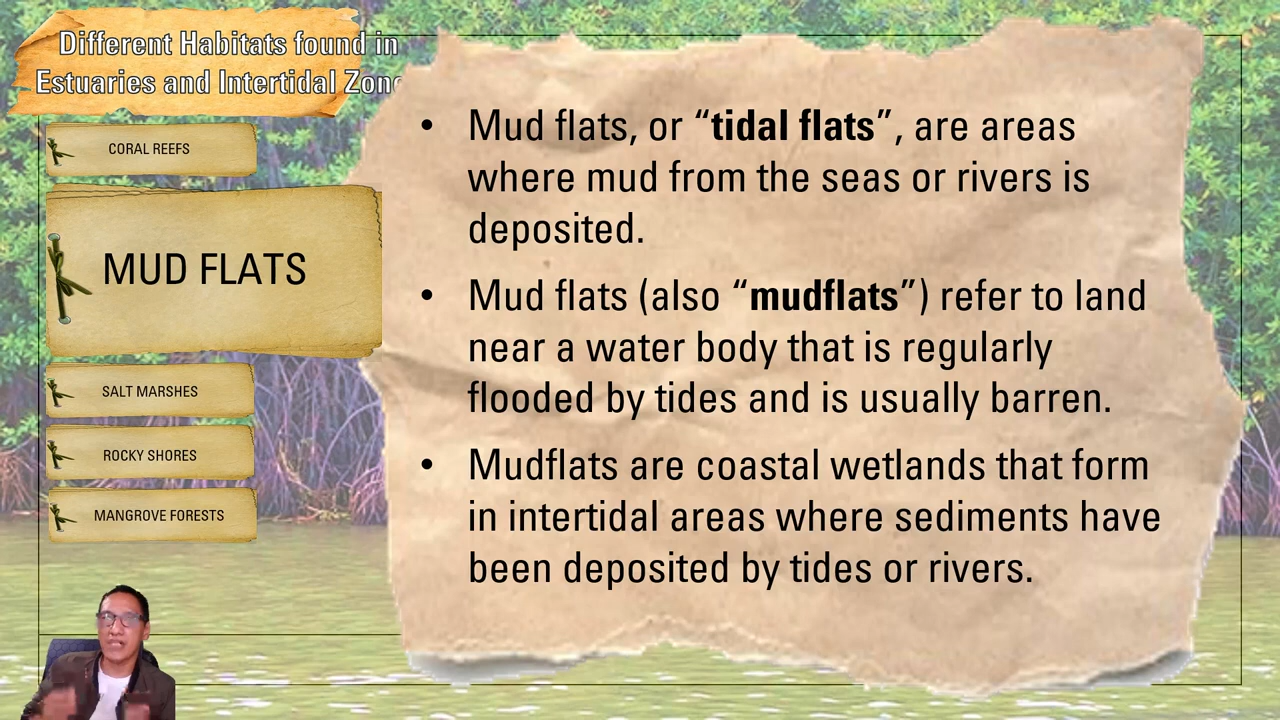 Different Habitats found in
Estuaries and Intertidal Zone
CORAL REEFS
MUD FLATS
SALT MARSHES
ROCKY SHORES
MANGROVE FORESTS
• Mud flats, or “tidal flats”, are areas
where mud from the seas or rivers is
deposited.
• Mud flats (also “mudflats”) refer to land
near a water body that is regularly
flooded by tides and is usually barren.
• Mudflats are coastal wetlands that form
in intertidal areas where sediments have
been deposited by tides or rivers.